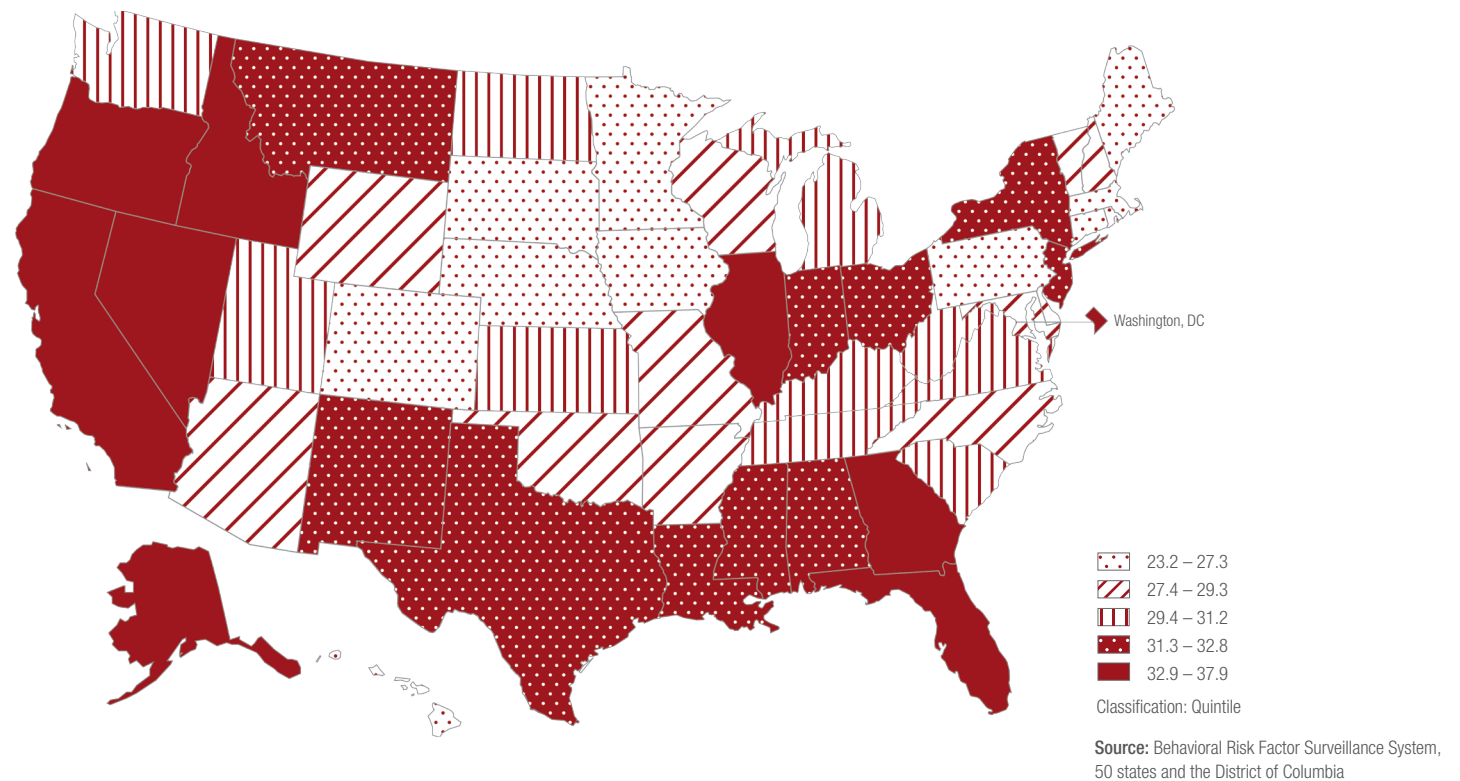 Washington, DC
23.2 – 27.3
27.4 – 29.3
29.4 – 31.2
31.3 – 32.8
32.9 – 37.9
Classification: Quintile
Source: Behavioral Risk Factor Surveillance System,
50 states and the District of Columbia